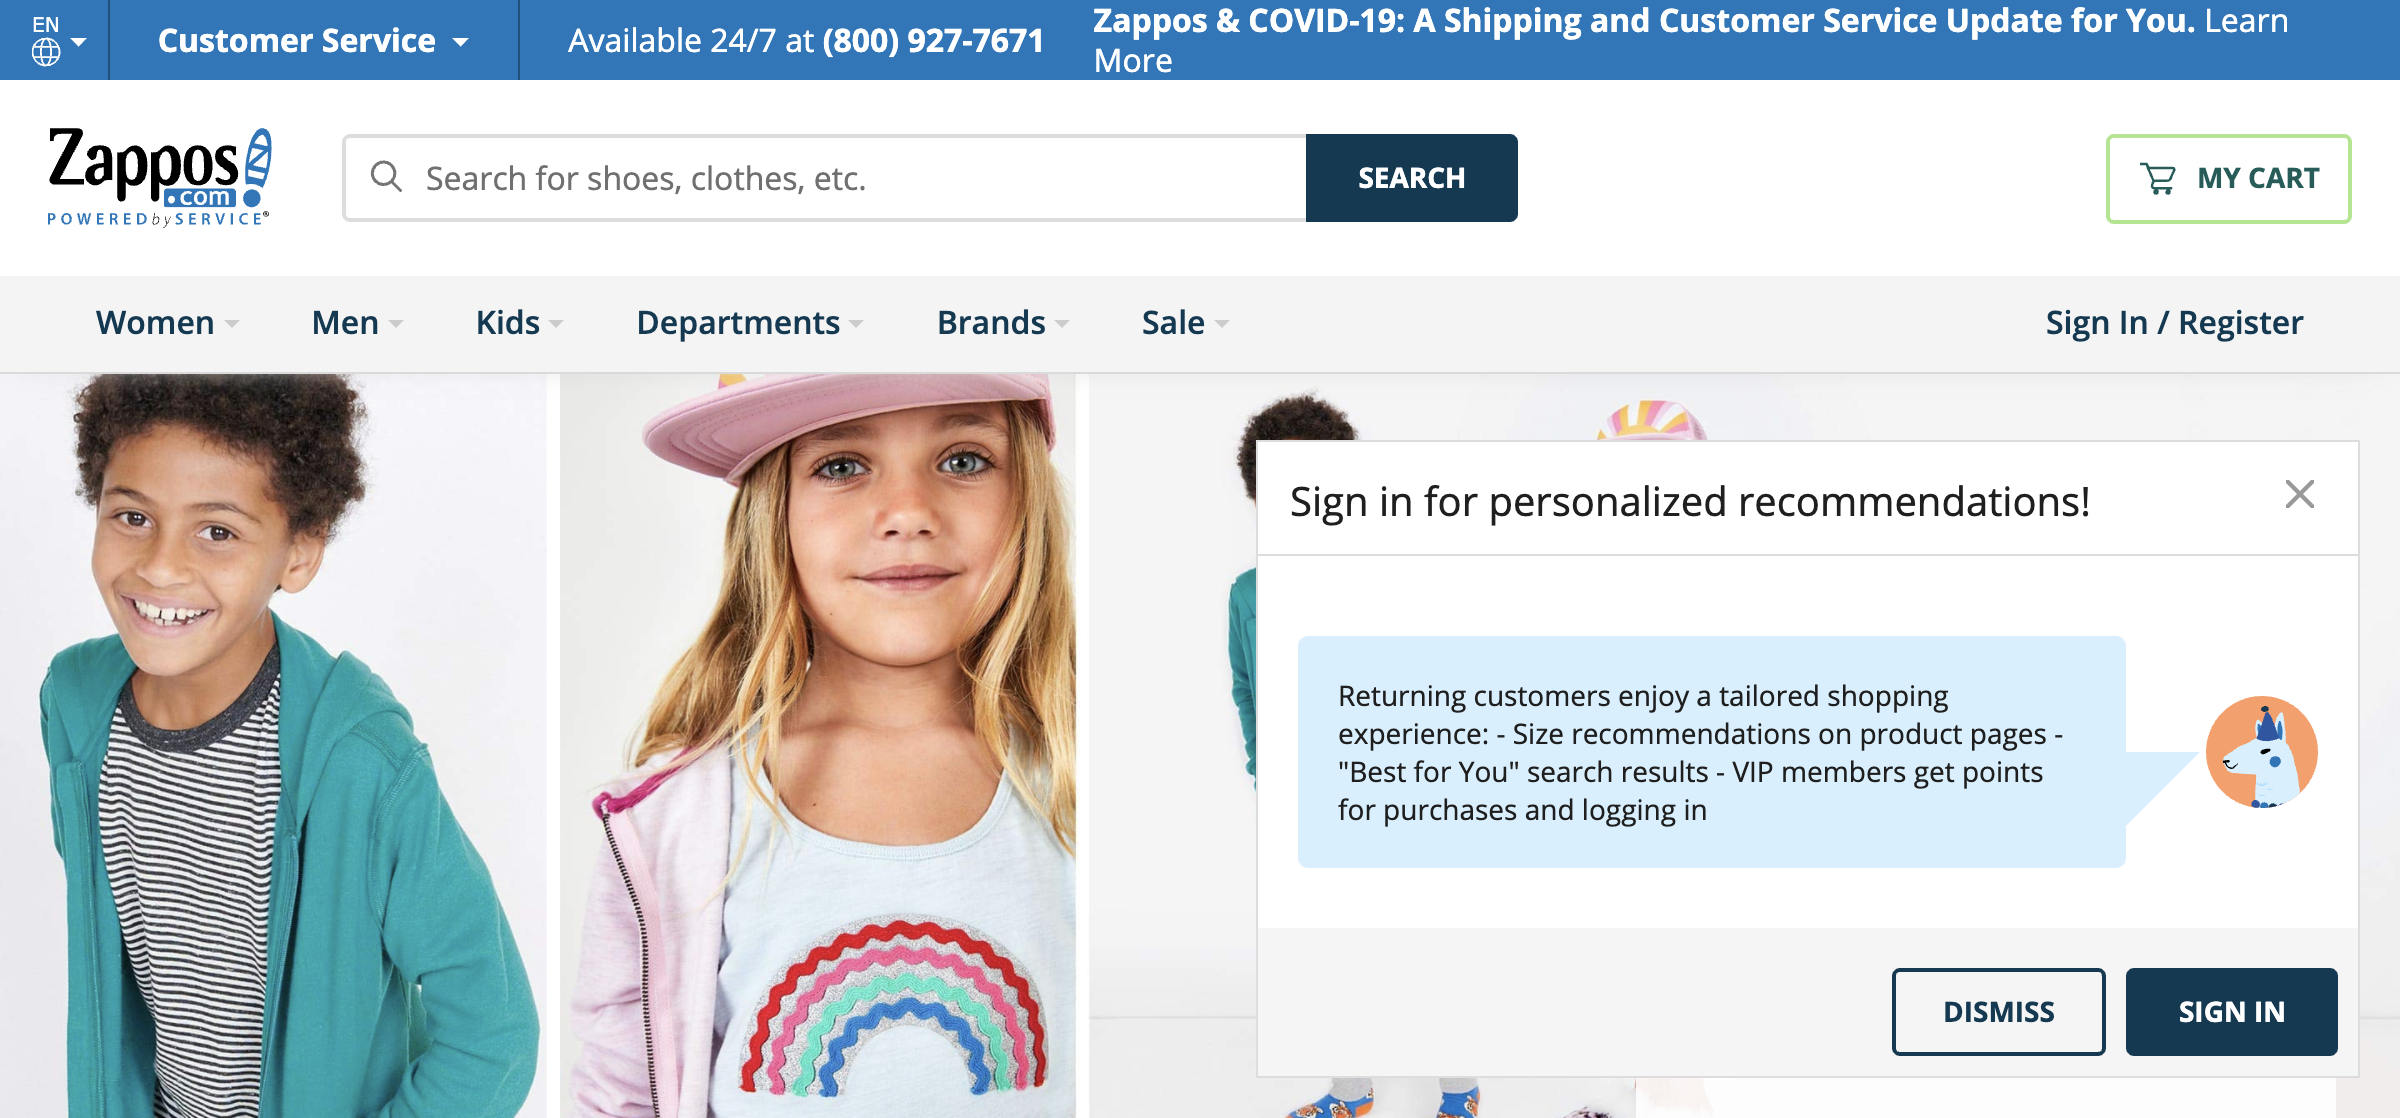 EN
Customer Service
Available 24/7 at (800) 927-7671
Zappos & COVID-19: A Shipping and Customer Service Update for You. Learn
More
Zappos
.com
POWERED by SERVICE®
Search for shoes, clothes, etc.
SEARCH
MY CART
Women
Men
Kids
Departments
Brands
Sale
Sign In / Register
Sign in for personalized recommendations!
Returning customers enjoy a tailored shopping
experience: - Size recommendations on product pages -
"Best for You" search results - VIP members get points
for purchases and logging in
DISMISS
SIGN IN